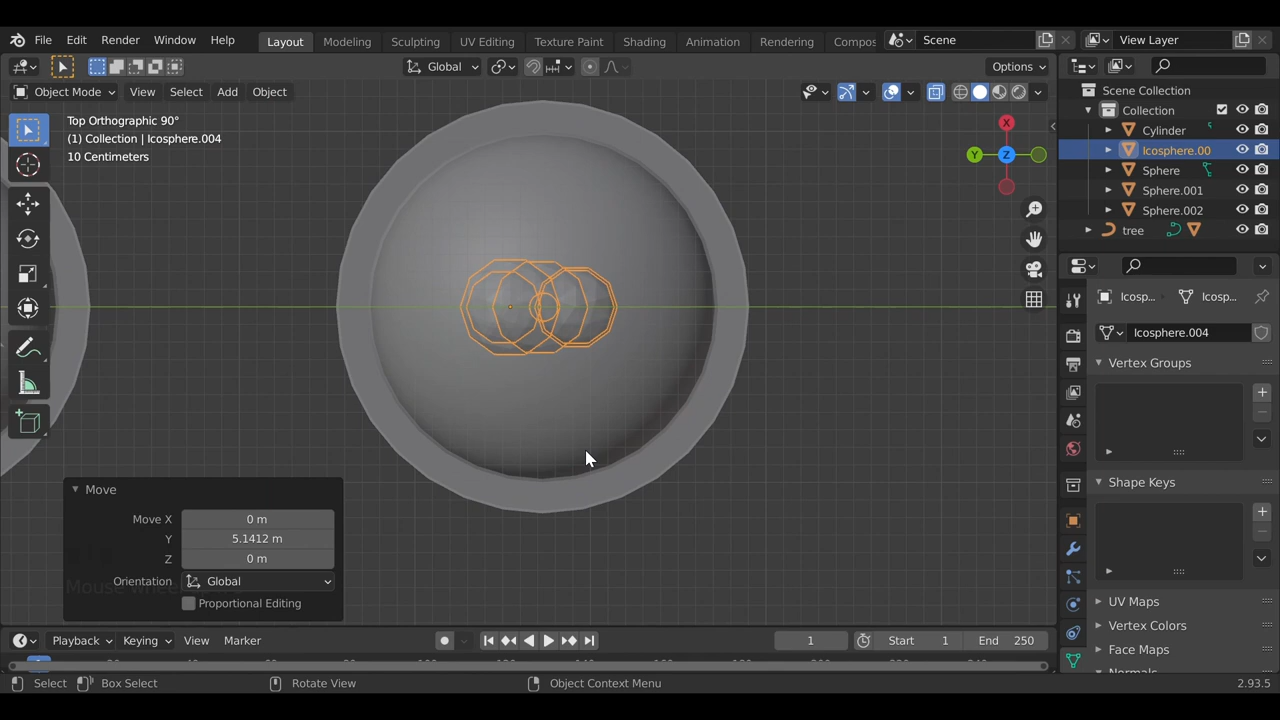 File Edit Render Window Help Layout Modeling Sculpting UV Editing Texture Paint Shading Animation Rendering Compos Scene View Layer
Global Options
Object Mode View Select Add Object
Top Orthographic 90°
(1) Collection | Icosphere.004
10 Centimeters
X
Y
Z
Scene Collection
Collection
Cylinder
Icosphere.00
Sphere
Sphere.001
Sphere.002
tree
Icosp... Icosp...
Icosphere.004
Vertex Groups
Shape Keys
UV Maps
Vertex Colors
Face Maps
Normals
Move
Move X 0 m
Y 5.1412 m
Z 0 m
Orientation Global
Mouse whee
Proportional Editing
Playback Keying View Marker 1 Start 1 End 250
Select Box Select Rotate View Object Context Menu 2.93.5